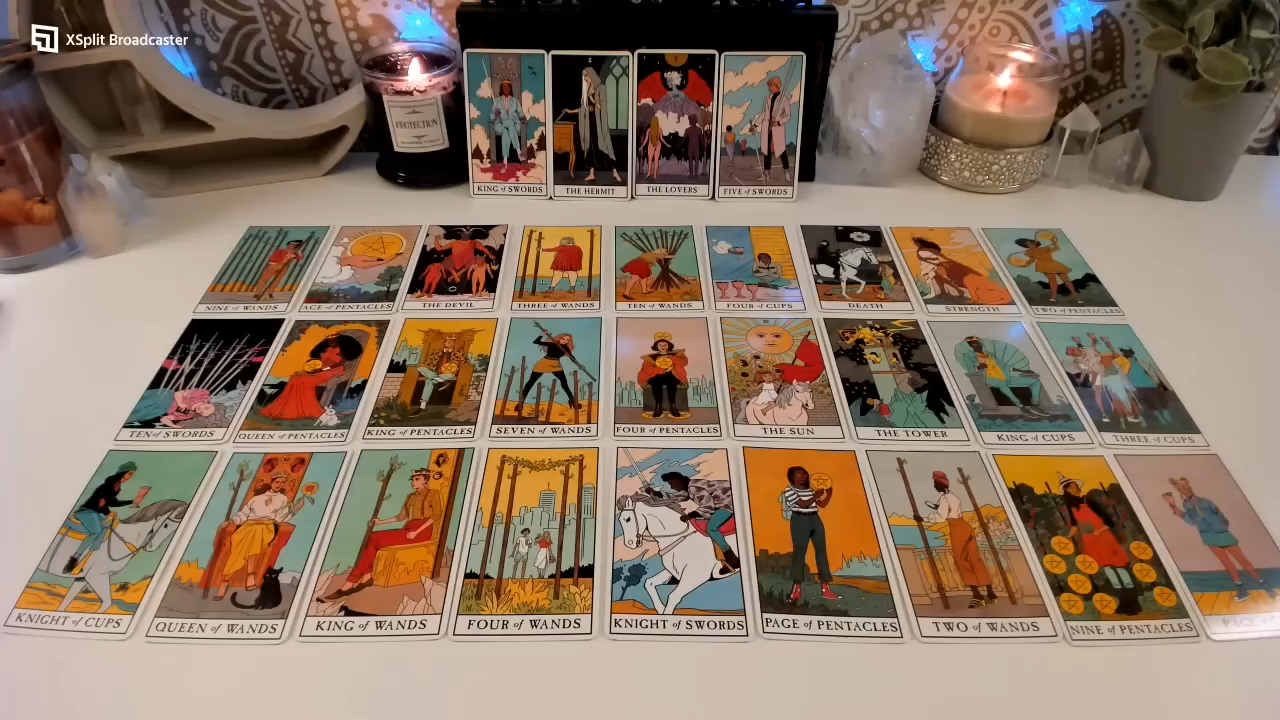 XSplit Broadcaster
PROTECTION
KING of SWORDS
THE HERMIT
THE LOVERS
FIVE of SWORDS
NINE of WANDS
ACE of PENTACLES
THE DEVIL
THREE of WANDS
TEN of WANDS
FOUR of CUPS
DEATH
STRENGTH
TWO of PENTACLES
TEN of SWORDS
QUEEN of PENTACLES
KING of PENTACLES
SEVEN of WANDS
FOUR of PENTACLES
THE SUN
THE TOWER
KING of CUPS
THREE of CUPS
KNIGHT of CUPS
QUEEN of WANDS
KING of WANDS
FOUR of WANDS
KNIGHT of SWORDS
PAGE of PENTACLES
TWO of WANDS
NINE of PENTACLES